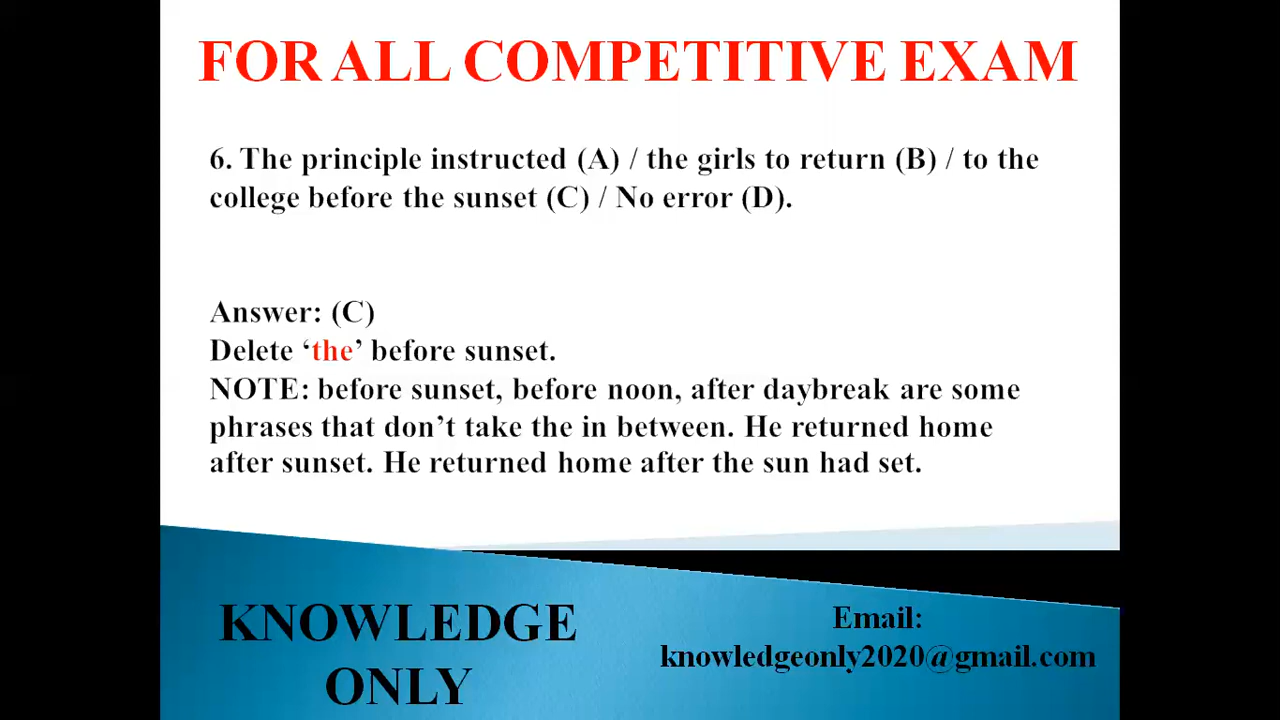 FOR ALL COMPETITIVE EXAM
6. The principle instructed (A) / the girls to return (B) / to the
college before the sunset (C) / No error (D).
Answer: (C)
Delete ‘the’ before sunset.
NOTE: before sunset, before noon, after daybreak are some
phrases that don’t take the in between. He returned home
after sunset. He returned home after the sun had set.
KNOWLEDGE
ONLY
Email:
knowledgeonly2020@gmail.com